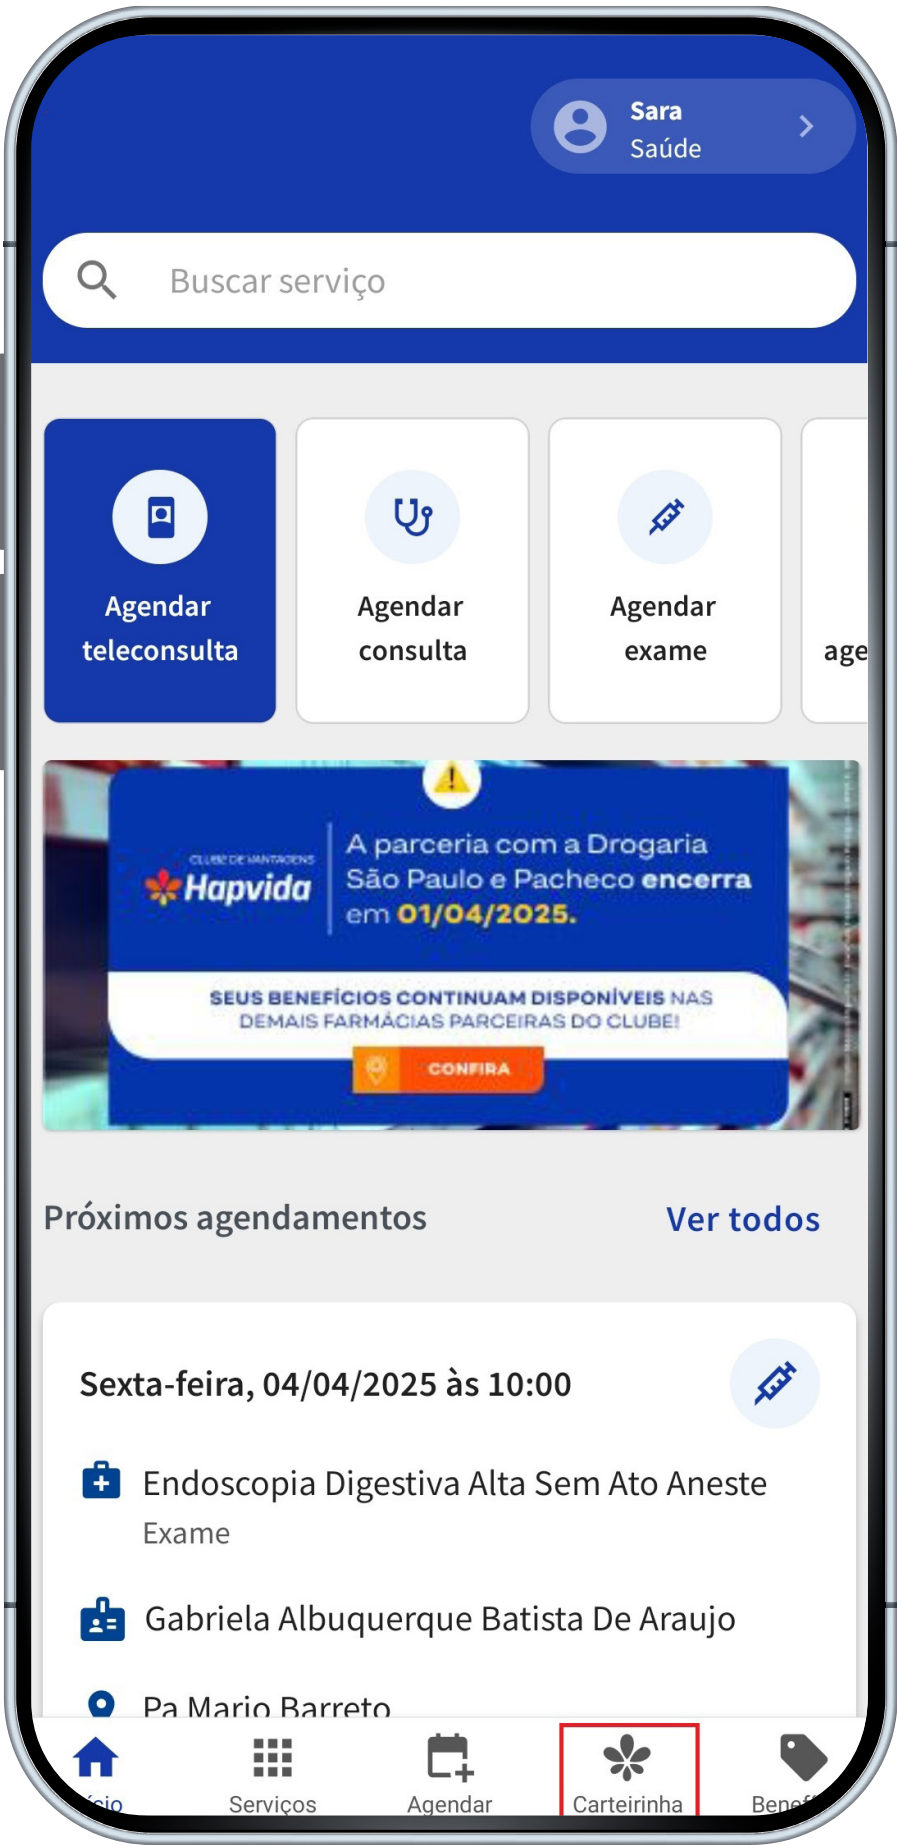 Sara
Saúde
Buscar serviço
Agendar
teleconsulta
Agendar
consulta
Agendar
exame
age
CLUBE DE VANTAGENS
Hapvida
A parceria com a Drogaria
São Paulo e Pacheco encerra
em 01/04/2025.
SEUS BENEFÍCIOS CONTINUAM DISPONÍVEIS NAS
DEMAIS FARMÁCIAS PARCEIRAS DO CLUBE!
CONFIRA
Próximos agendamentos
Ver todos
Sexta-feira, 04/04/2025 às 10:00
Endoscopia Digestiva Alta Sem Ato Aneste
Exame
Gabriela Albuquerque Batista De Araujo
Pa Mario Barreto
cio
Serviços
Agendar
Carteirinha
Benef